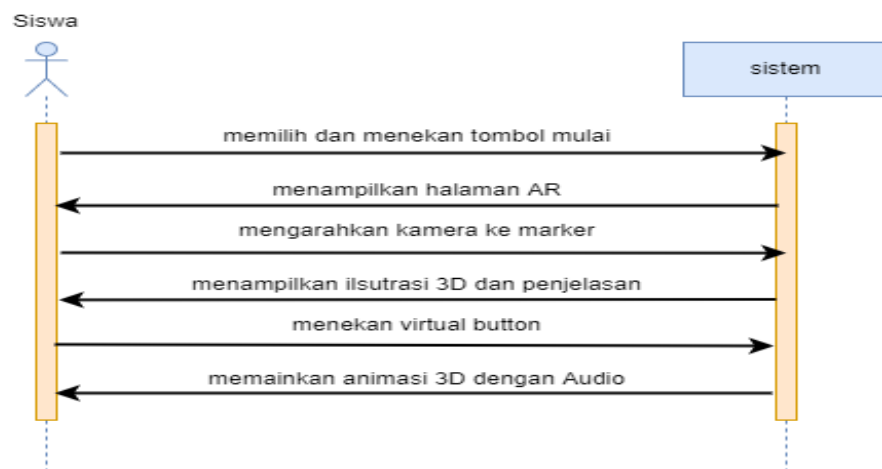 Siswa
sistem
memilih dan menekan tombol mulai
menampilkan halaman AR
mengarahkan kamera ke marker
menampilkan ilsutrasi 3D dan penjelasan
menekan virtual button
memainkan animasi 3D dengan Audio